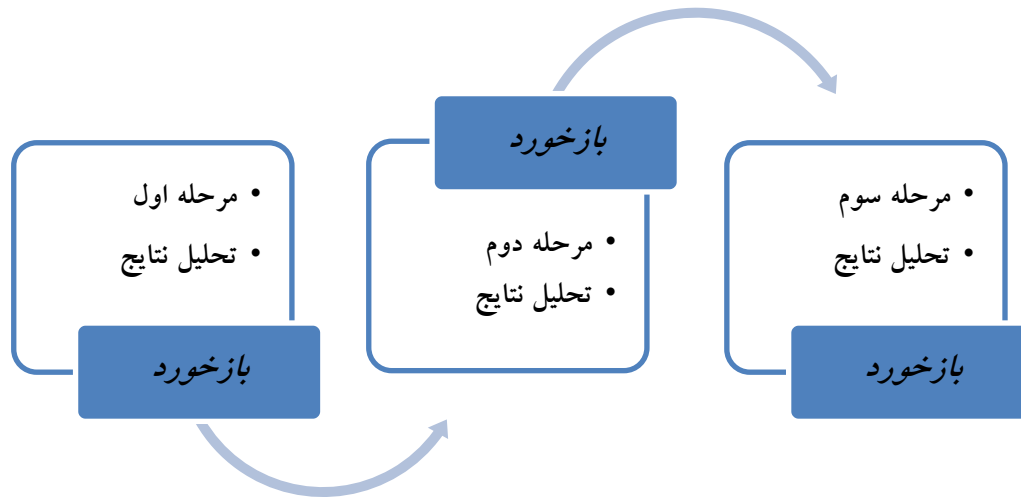 • مرحله اول
• تحلیل نتایج
بازخورد
بازخورد
• مرحله دوم
• تحلیل نتایج
• مرحله سوم
• تحلیل نتایج
بازخورد